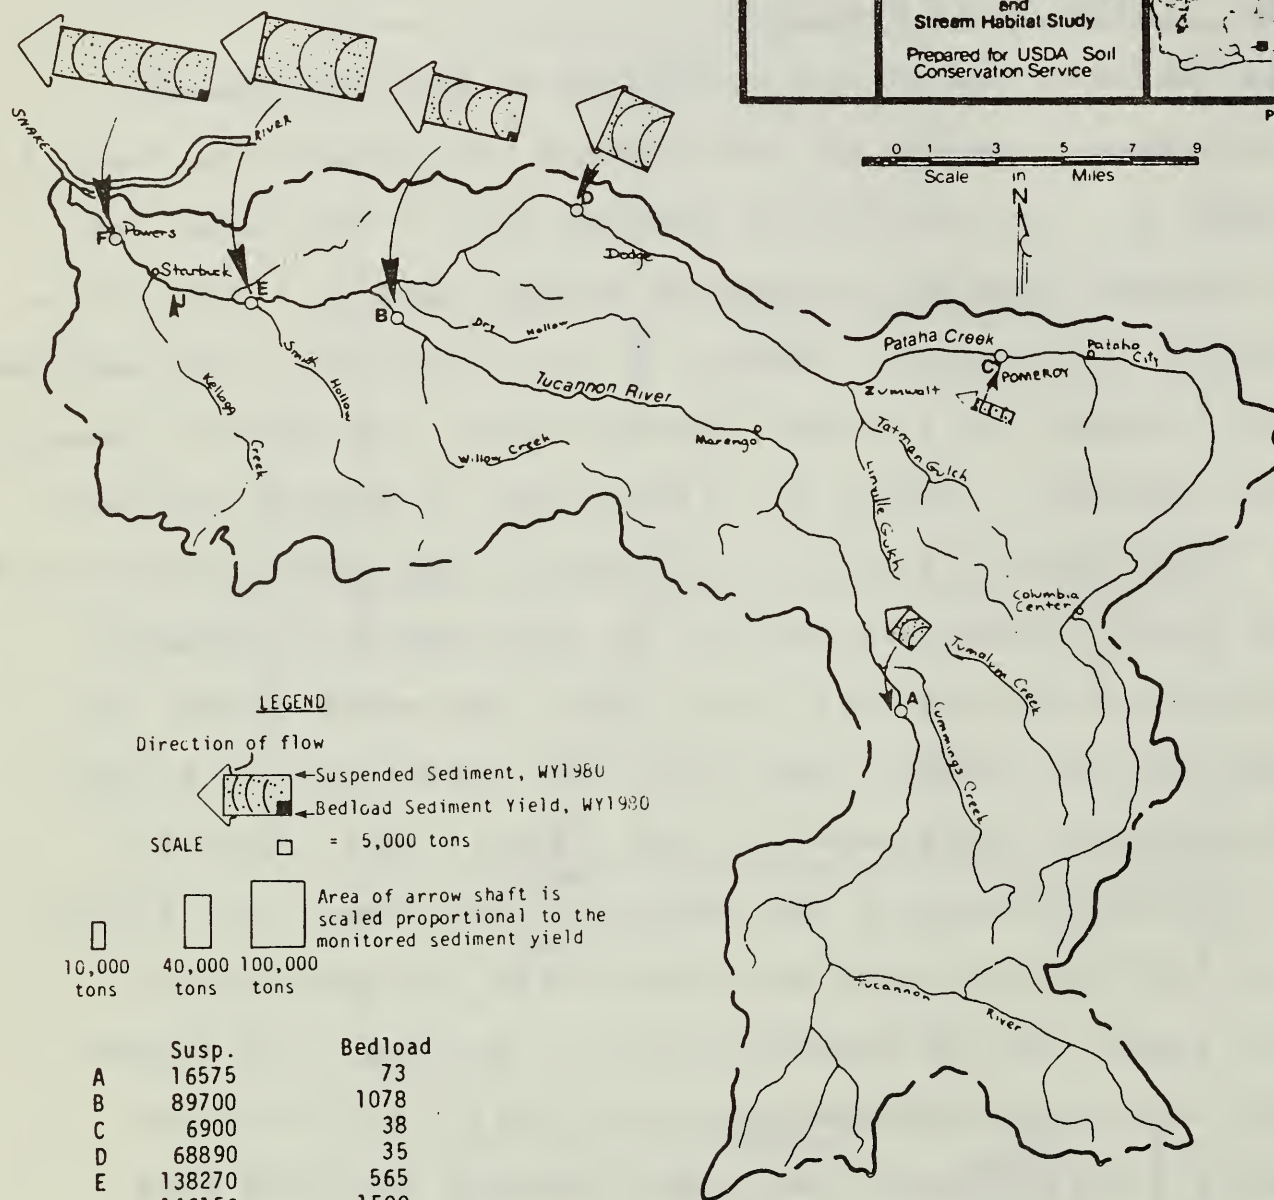 and
Stream Habitat Study
Prepared for USDA Soil
Conservation Service
0 1 3 5 7 9
Scale in Miles
N
SNAKE
RIVER
D
F
Powers
Dodge
Starbuck
E
B
Dry Hollow
Pataha Creek
Pataha
City
C
POMEROY
Smith
Hollow
Zumwalt
Kellogg
Creek
Tucannon River
Tatman Gulch
Marengo
Willow Creek
Linville Gulch
Columbia
Center
Tumalum Creek
A
Cummings Creek
Tucannon
River
LEGEND
Direction of flow
Suspended Sediment, WY1980
Bedload Sediment Yield, WY1980
SCALE = 5,000 tons
Area of arrow shaft is
scaled proportional to the
monitored sediment yield
10,000 40,000 100,000
tons tons tons
Susp. Bedload
A 16575 73
B 89700 1078
C 6900 38
D 68890 35
E 138270 565